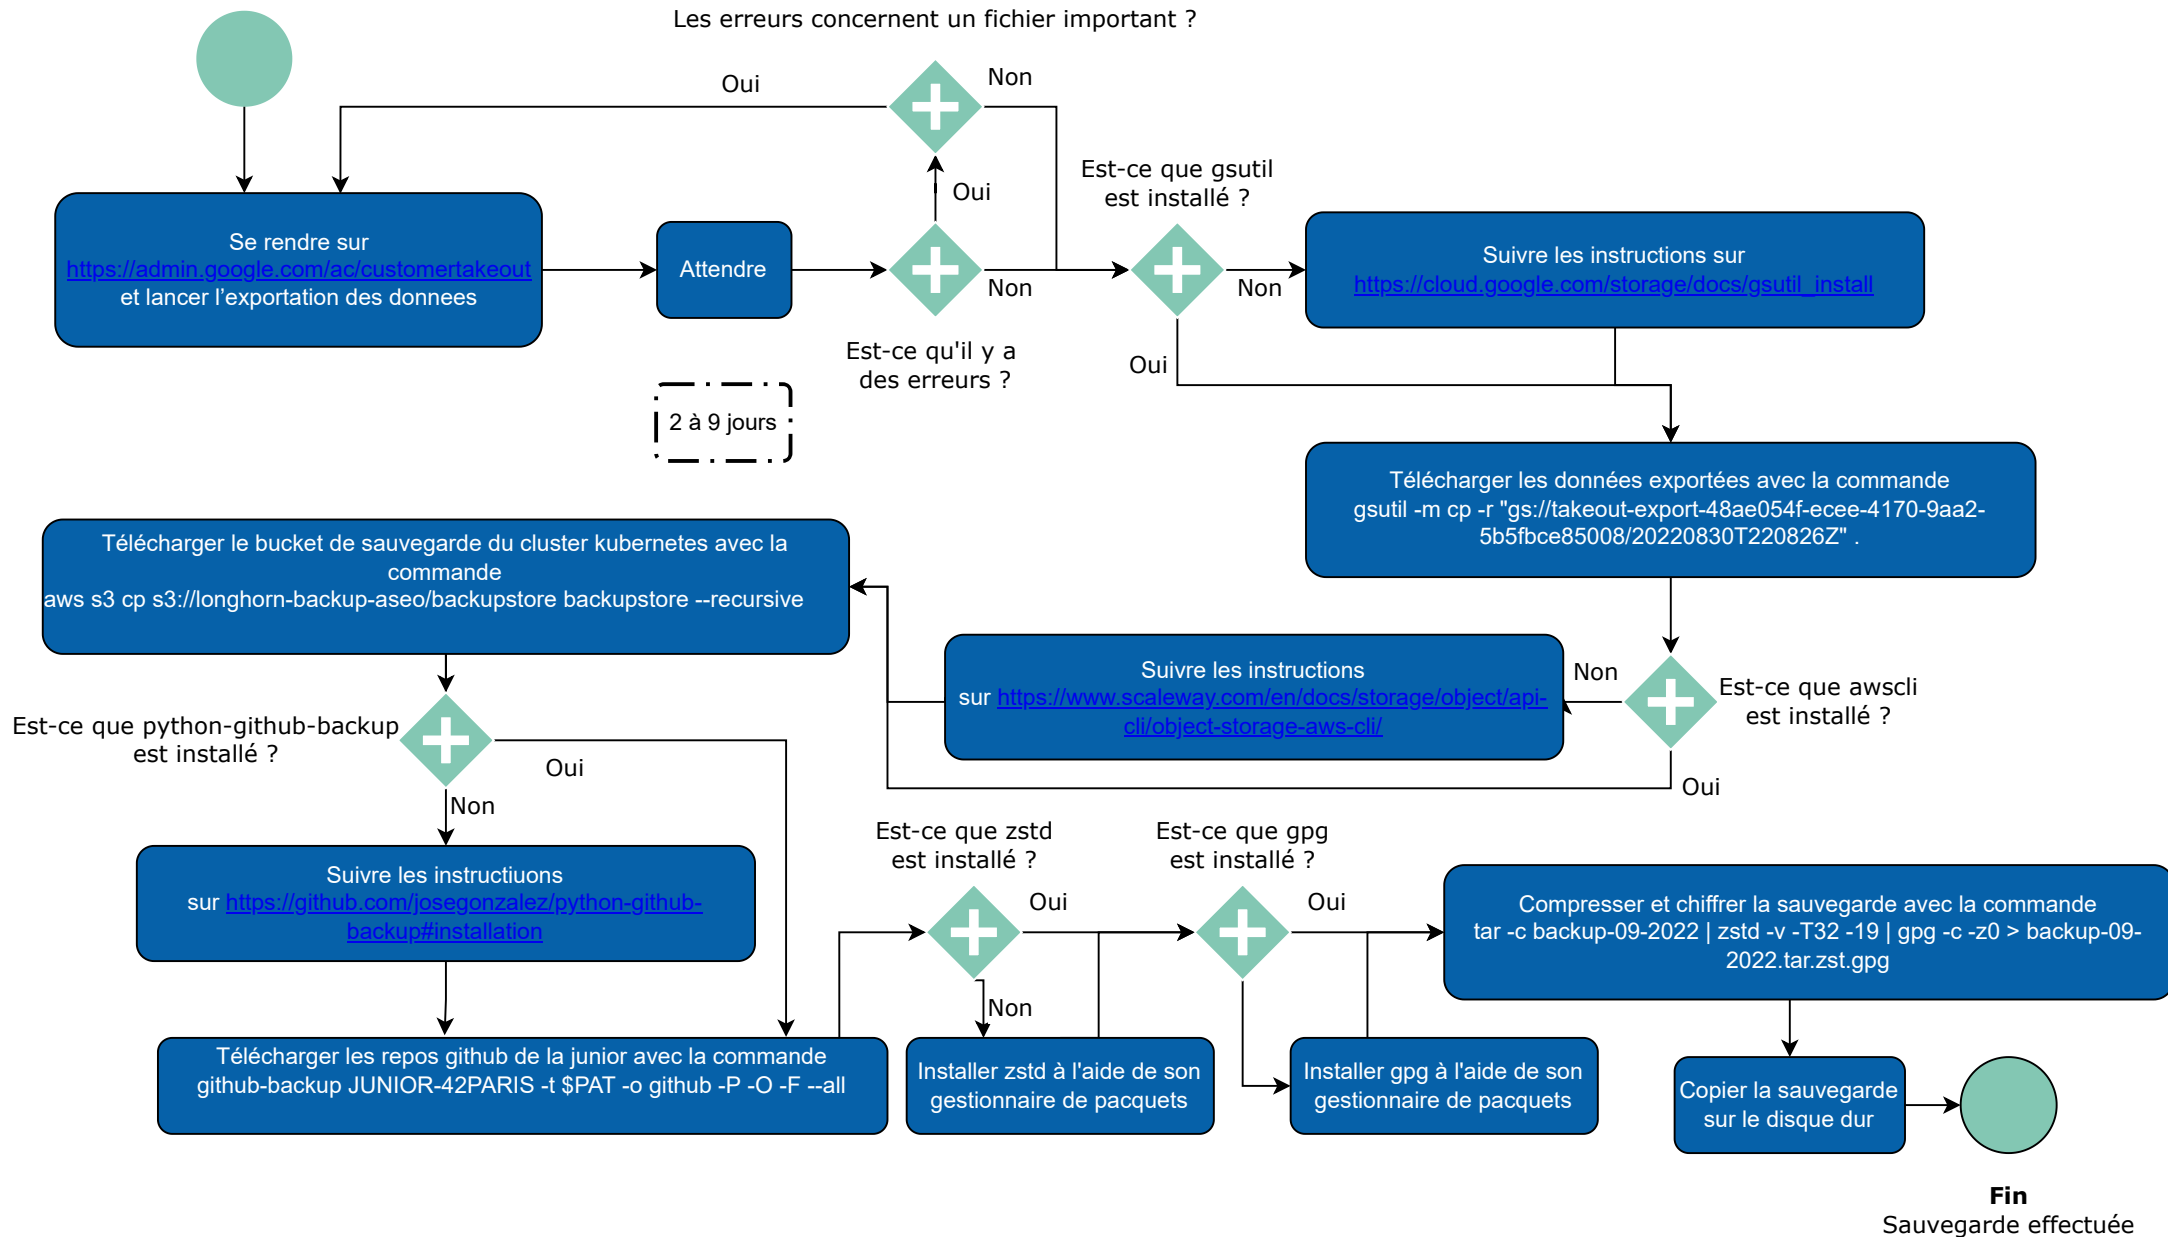 Les erreurs concernent un fichier important ?
Oui
Non
Est-ce que gsutil
est installé ?
Oui
Se rendre sur
https://admin.google.com/ac/customertakeout
et lancer l'exportation des donnees
Attendre
Non
Non
Suivre les instructions sur
https://cloud.google.com/storage/docs/gsutil_install
Est-ce qu'il y a
des erreurs ?
Oui
2 à 9 jours
Télécharger les données exportées avec la commande
gsutil -m cp -r "gs://takeout-export-48ae054f-ecee-4170-9aa2-
5b5fbce85008/20220830T220826Z" .
Télécharger le bucket de sauvegarde du cluster kubernetes avec la
commande
aws s3 cp s3://longhorn-backup-aseo/backupstore backupstore --recursive
Suivre les instructions
sur https://www.scaleway.com/en/docs/storage/object/api-
cli/object-storage-aws-cli/
Non
Est-ce que awscli
est installé ?
Oui
Est-ce que python-github-backup
est installé ?
Oui
Non
Suivre les instructiuons
sur https://github.com/josegonzalez/python-github-
backup#installation
Est-ce que zstd
est installé ?
Oui
Non
Est-ce que gpg
est installé ?
Oui
Compresser et chiffrer la sauvegarde avec la commande
tar -c backup-09-2022 | zstd -v -T32 -19 | gpg -c -z0 > backup-09-
2022.tar.zst.gpg
Télécharger les repos github de la junior avec la commande
github-backup JUNIOR-42PARIS -t $PAT -o github -P -O -F --all
Installer zstd à l'aide de son
gestionnaire de pacquets
Installer gpg à l'aide de son
gestionnaire de pacquets
Copier la sauvegarde
sur le disque dur
Fin
Sauvegarde effectuée